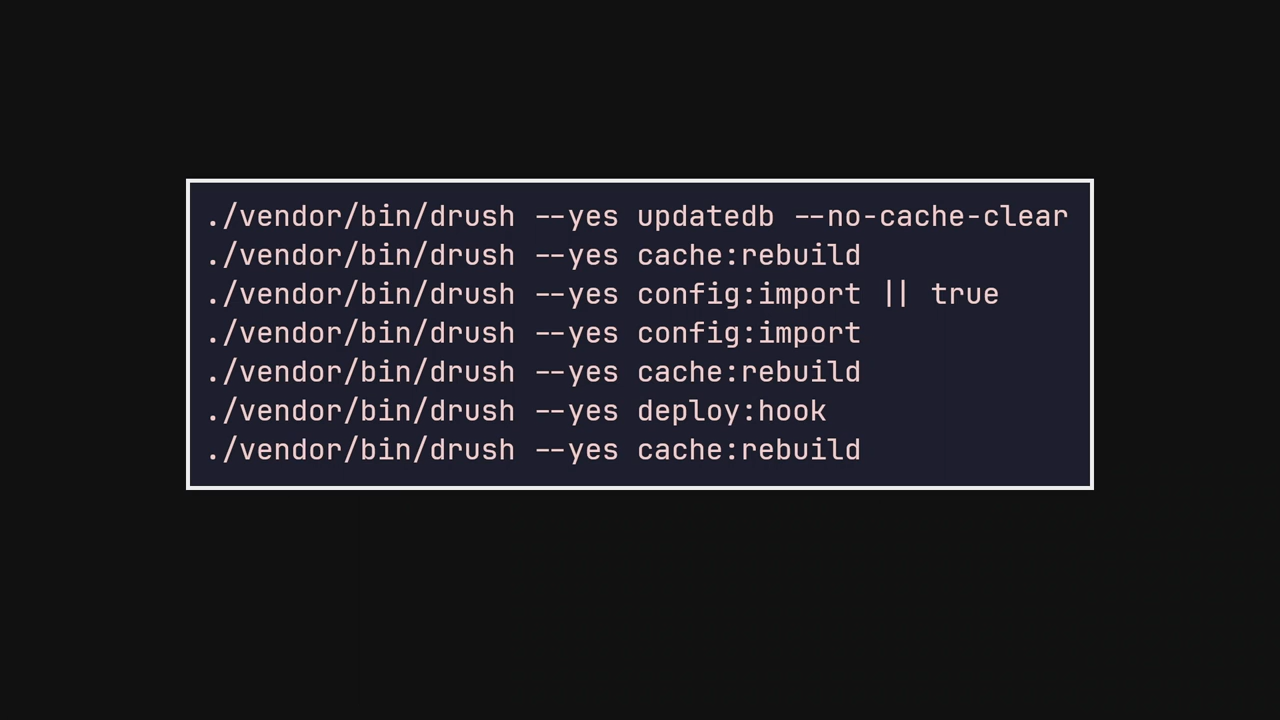 ./vendor/bin/drush --yes updatedb --no-cache-clear
./vendor/bin/drush --yes cache:rebuild
./vendor/bin/drush --yes config:import || true
./vendor/bin/drush --yes config:import
./vendor/bin/drush --yes cache:rebuild
./vendor/bin/drush --yes deploy:hook
./vendor/bin/drush --yes cache:rebuild